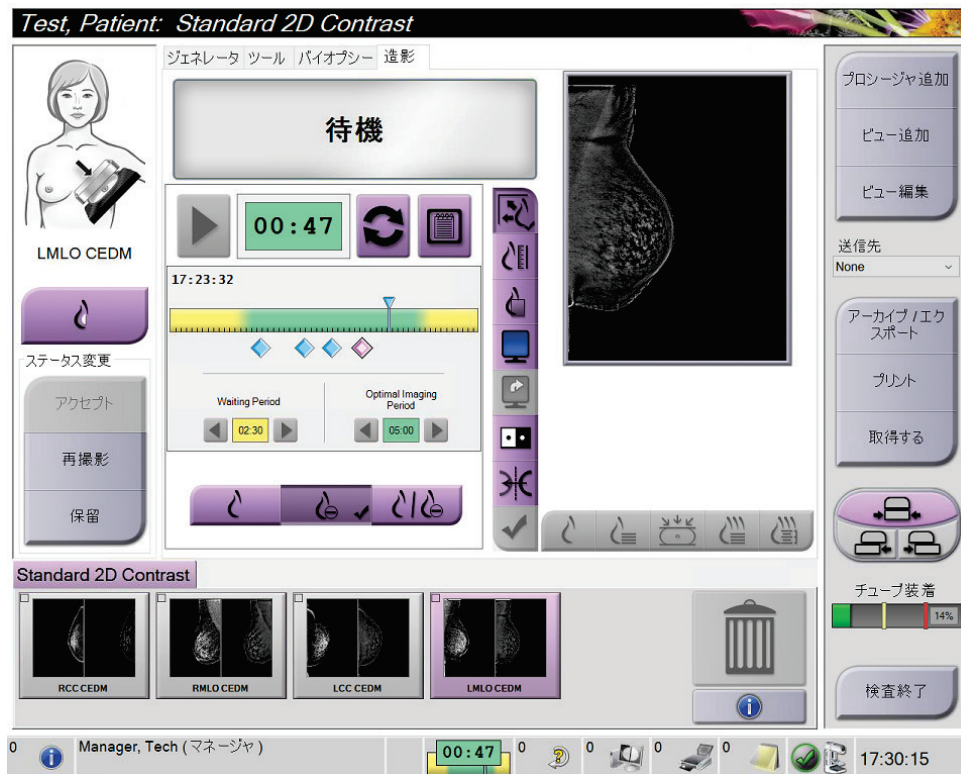 Test, Patient: Standard 2D Contrast
LMLO CEDM
ステータス変更
アクセプト
再撮影
保留
ジェネレータ ツール バイオプシー 造影
待機
00:47
17:23:32
Waiting Period
02:30
Optimal Imaging
Period
05:00
プロシージャ追加
ビュー追加
ビュー編集
送信先
None
アーカイブ / エク
スポート
プリント
取得する
チューブ装着
14%
検査終了
Standard 2D Contrast
RCC CEDM
RMLO CEDM
LCC CEDM
LMLO CEDM
0
Manager, Tech ( マネージャ )
00:47
0
0
0
0
17:30:15